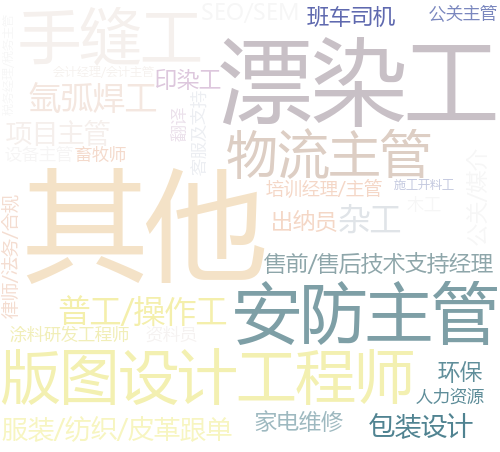 SEO/SEM
班车司机
公关主管
手缝工
漂染工
会计经理/会计主管
印染工
氩弧焊工
客服及支持
翻译
项目主管
物流主管
设备主管
畜牧师
公关/媒介
其他
培训经理/主管
施工开料工
木工
律师/法务/合规
出纳员
杂工
售前/售后技术支持经理
普工/操作工
安防主管
涂料研发工程师
资料员
版图设计工程师
环保
人力资源
服装/纺织/皮革跟单
家电维修
包装设计